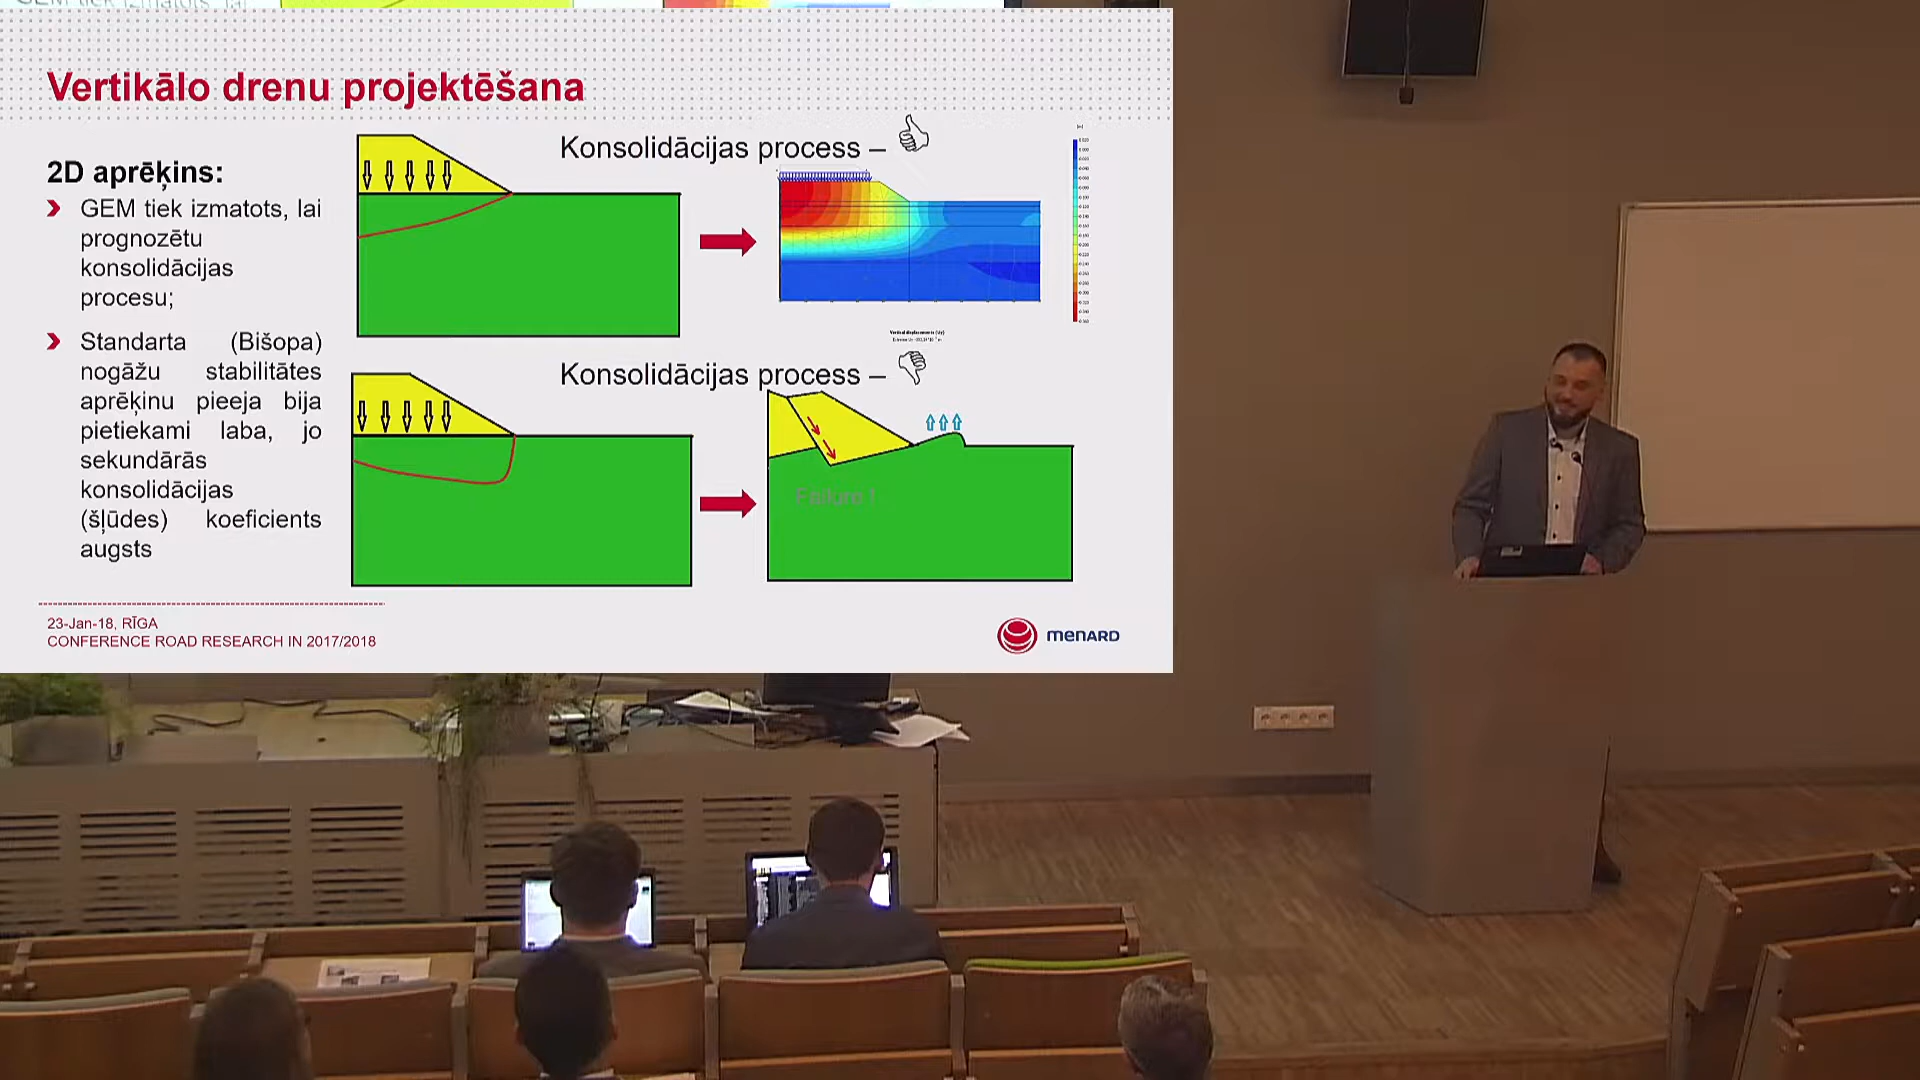 Vertikālo drenu projektēšana
2D aprēķins:
GEM tiek izmatots, lai
prognozētu
konsolidācijas
procesu;
Standarta (Bišopa)
nogāžu stabilitātes
aprēķinu pieeja bija
pietiekami laba, jo
sekundārās
konsolidācijas
(šļūdes) koeficients
augsts
Konsolidācijas process –
Konsolidācijas process –
Failure !
23-Jan-18, RĪGA
CONFERENCE ROAD RESEARCH IN 2017/2018
menARD